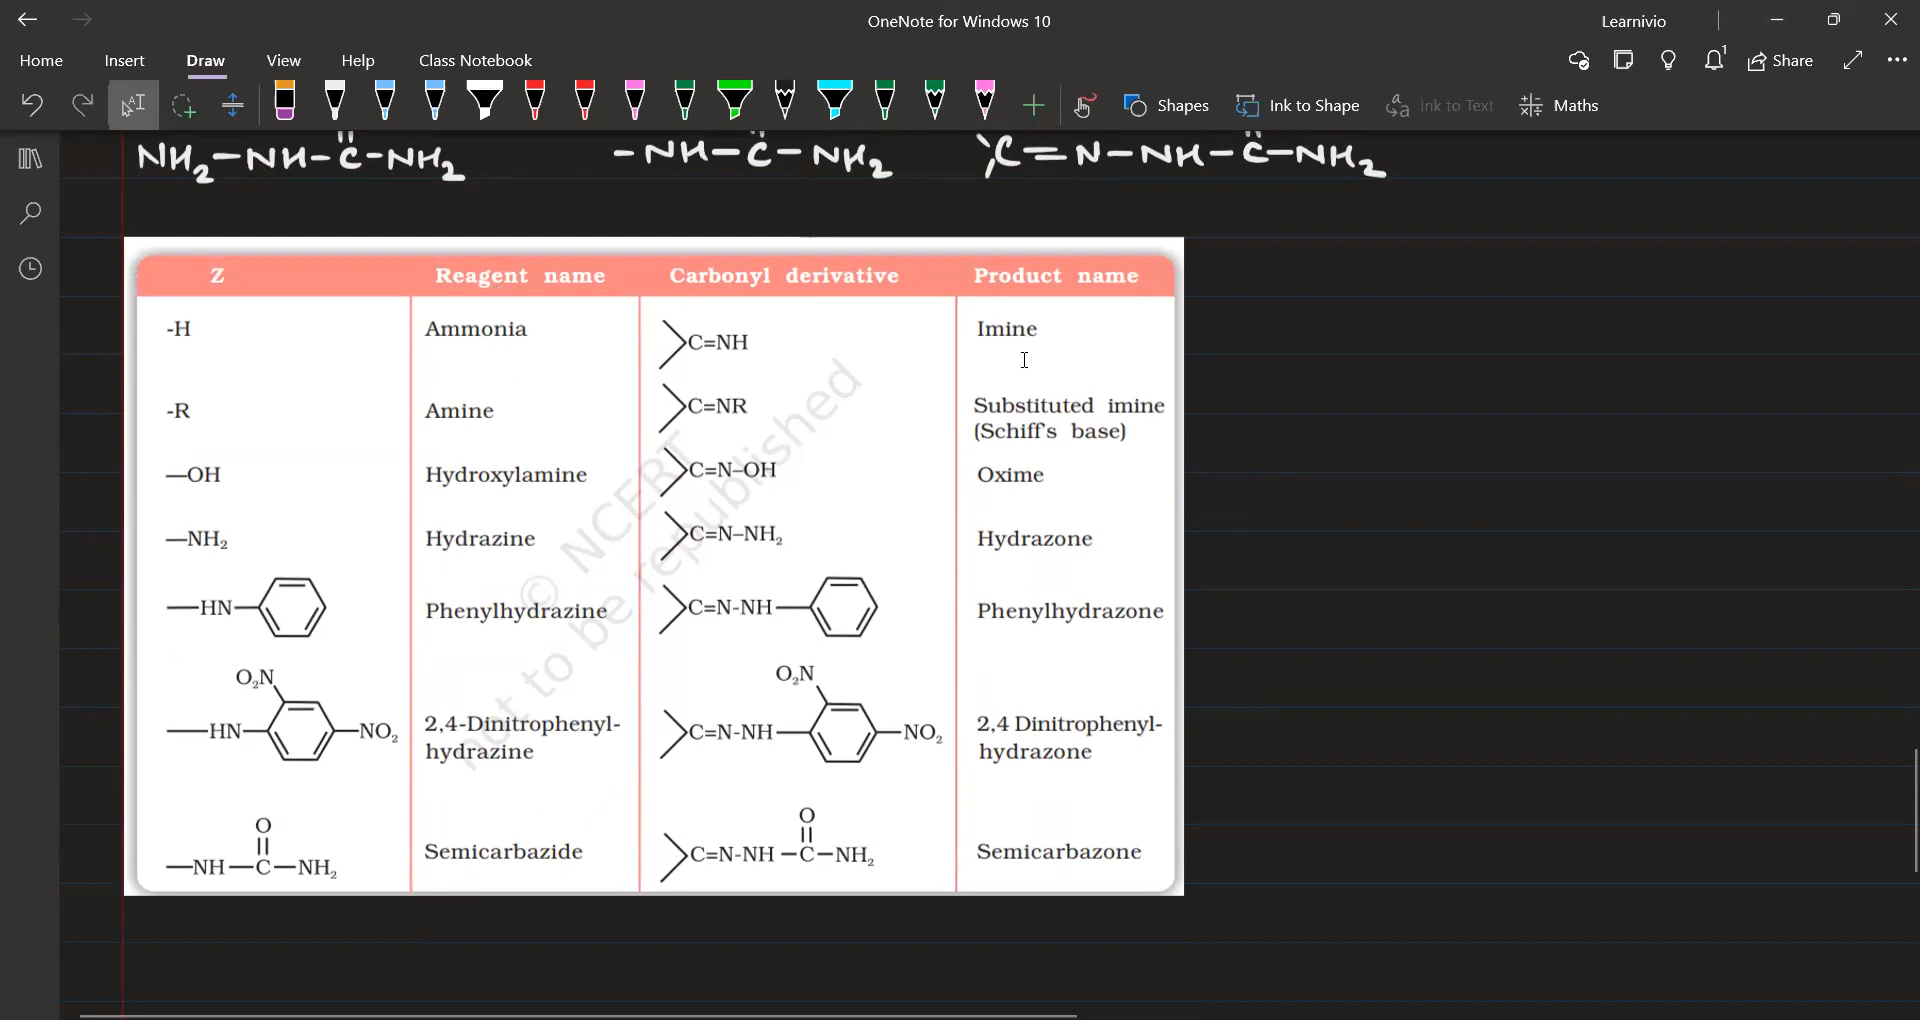 OneNote for Windows 10
Learnivio
Home Insert Draw View Help Class Notebook
1
Share
Shapes
Ink to Shape
Ink to Text
Maths
NH2-NH-C-NH2
-NH-C-NH2
>C=N-NH-C-NH2
Z Reagent name Carbonyl derivative Product name
-H Ammonia >C=NH Imine
-R Amine >C=NR Substituted imine
(Schiff's base)
—OH Hydroxylamine >C=N–OH Oxime
—NH2 Hydrazine >C=N–NH2 Hydrazone
—HN— Phenylhydrazine >C=N-NH— Phenylhydrazone
O2N
O2N
—HN— —NO2 2,4-Dinitrophenyl- >C=N-NH— —NO2 2,4 Dinitrophenyl-
hydrazine hydrazone
O
O
—NH—C—NH2 Semicarbazide >C=N-NH—C—NH2 Semicarbazone
© NCERT
not to be republished